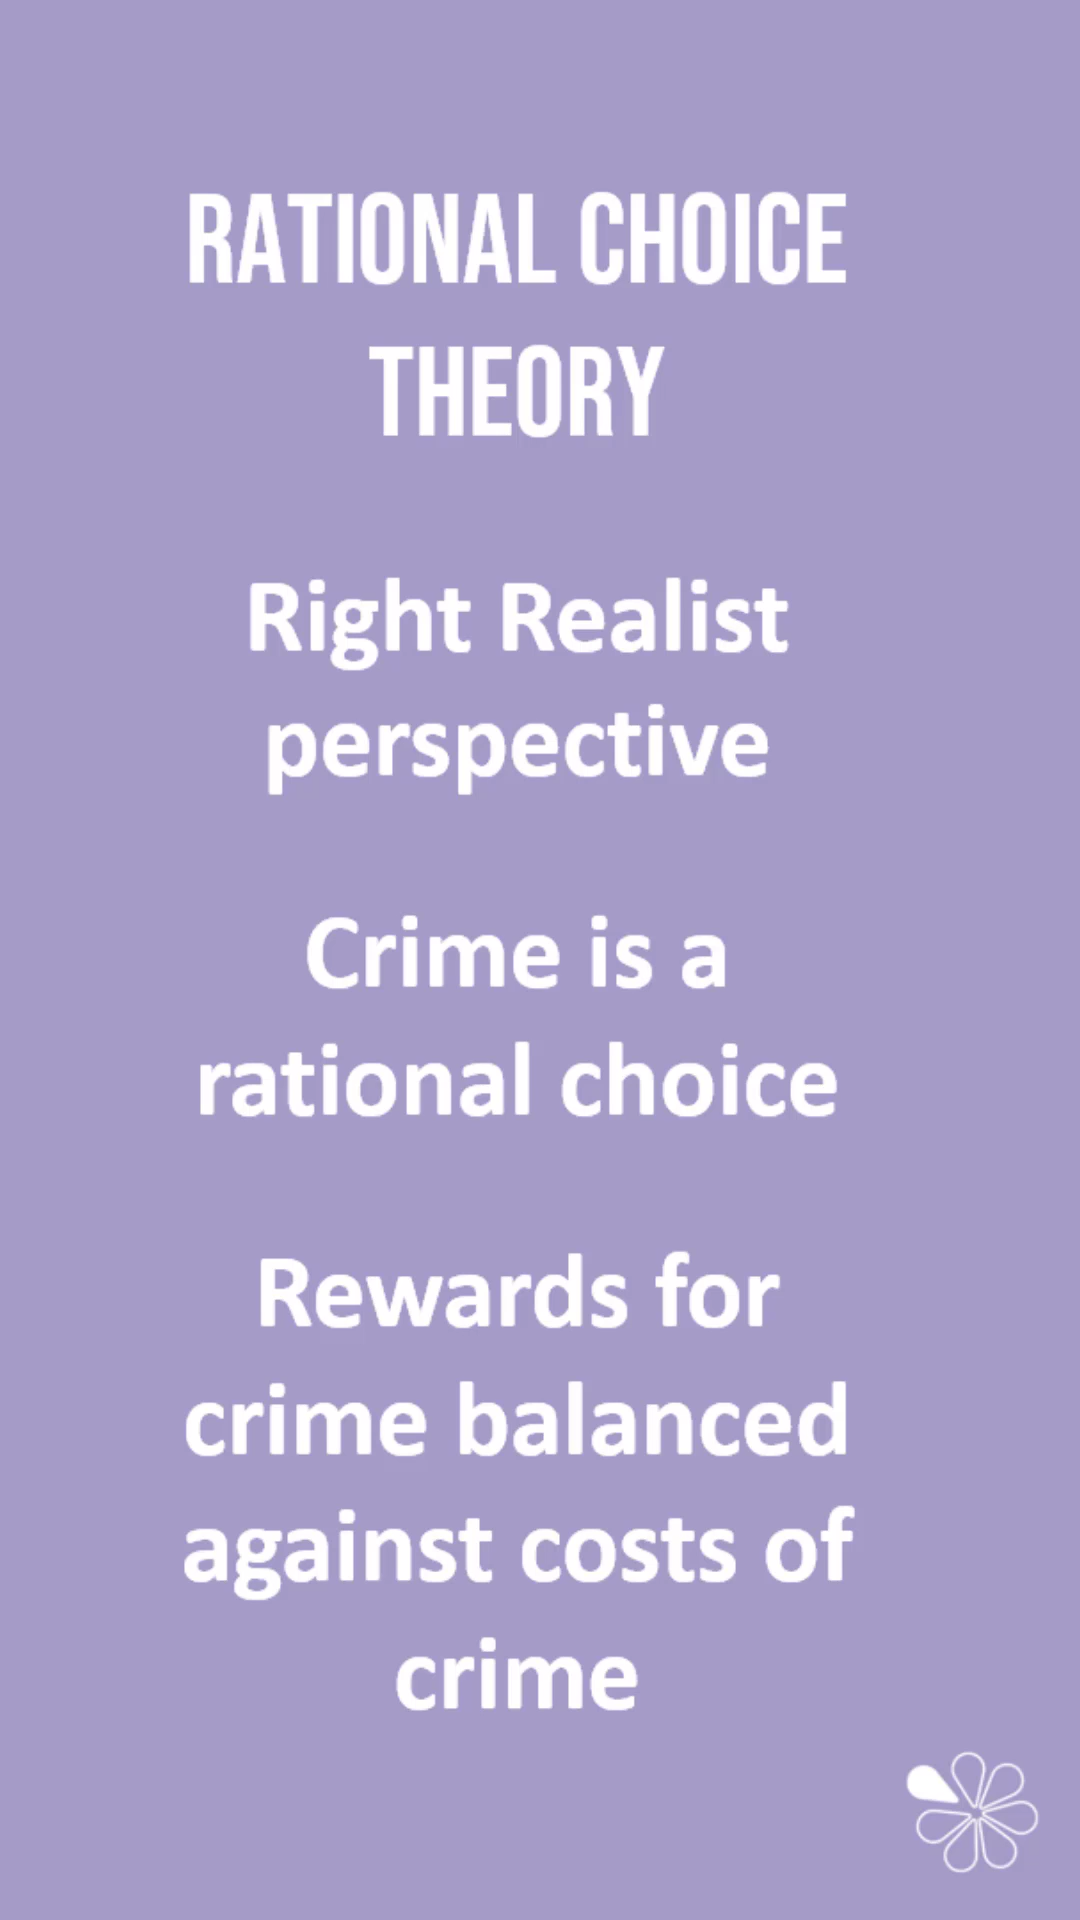 RATIONAL CHOICE
THEORY
Right Realist
perspective
Crime is a
rational choice
Rewards for
crime balanced
against costs of
crime